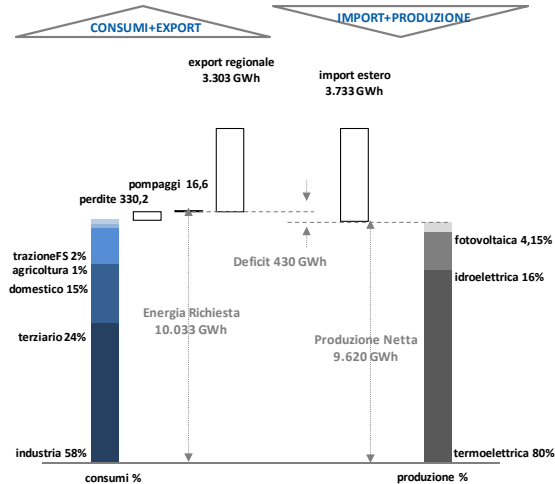 CONSUMI+EXPORT
IMPORT+PRODUZIONE
export regionale
3.303 GWh
import estero
3.733 GWh
pompaggi 16,6
perdite 330,2
trazioneFS 2%
agricoltura 1%
domestico 15%
terziario 24%
industria 58%
Deficit 430 GWh
Energia Richiesta
10.033 GWh
Produzione Netta
9.620 GWh
fotovoltaica 4,15%
idroelettrica 16%
termoelettrica 80%
consumi %
produzione %